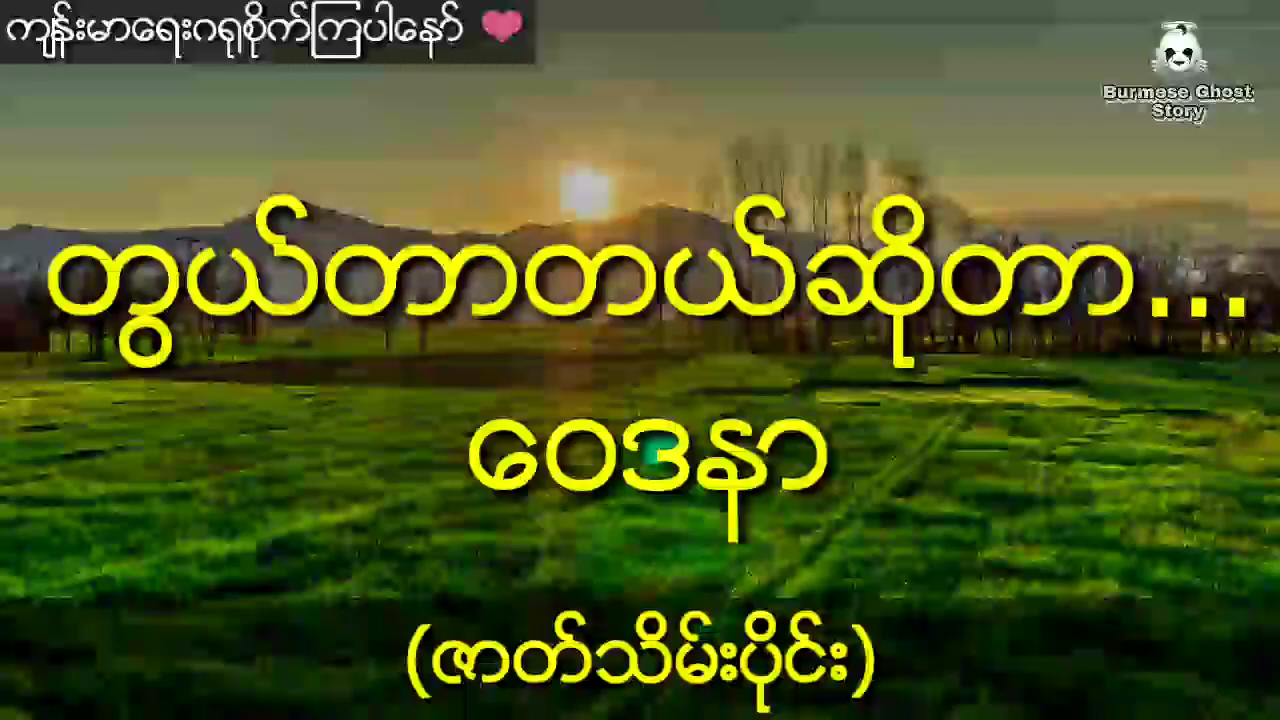 ကျန်းမာရေးဂရုစိုက်ကြပါနော် ❤
Burmese Ghost
Story
တွယ်တာတယ်ဆိုတာ...
ဝေဒနာ
(ဇာတ်သိမ်းပိုင်း)